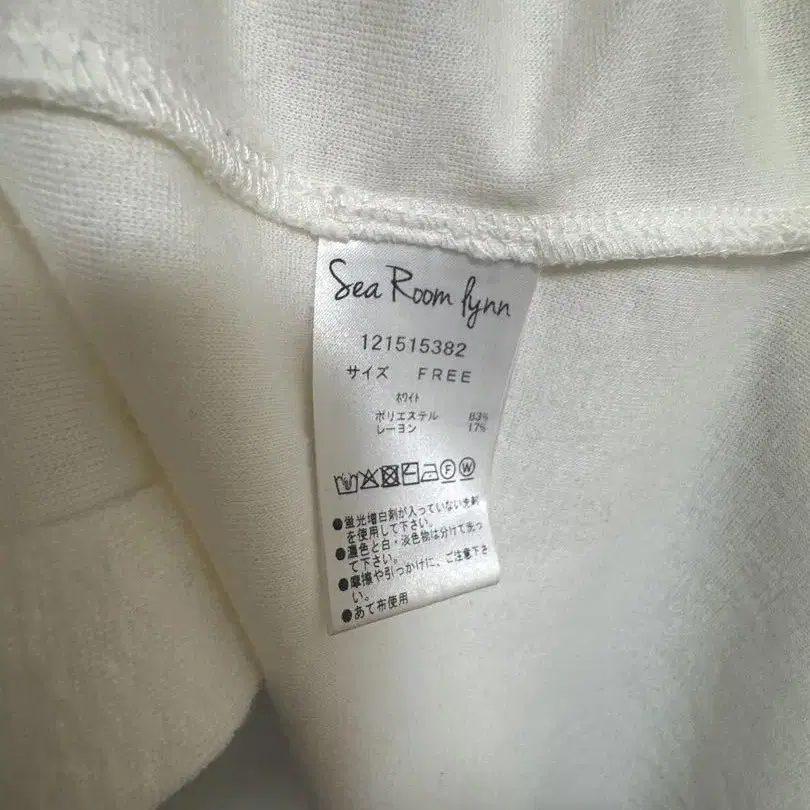 Sea Room lynn
121515382
サイズ FREE
ホワイト
ポリエステル 83%
レーヨン 17%
F W
●蛍光増白剤が入っていない洗剤
を使用して下さい。
●濃色と白・淡色物は分けて洗っ
て下さい。
●摩擦や引っかけに、ご注意下さ
い。
●あて布使用